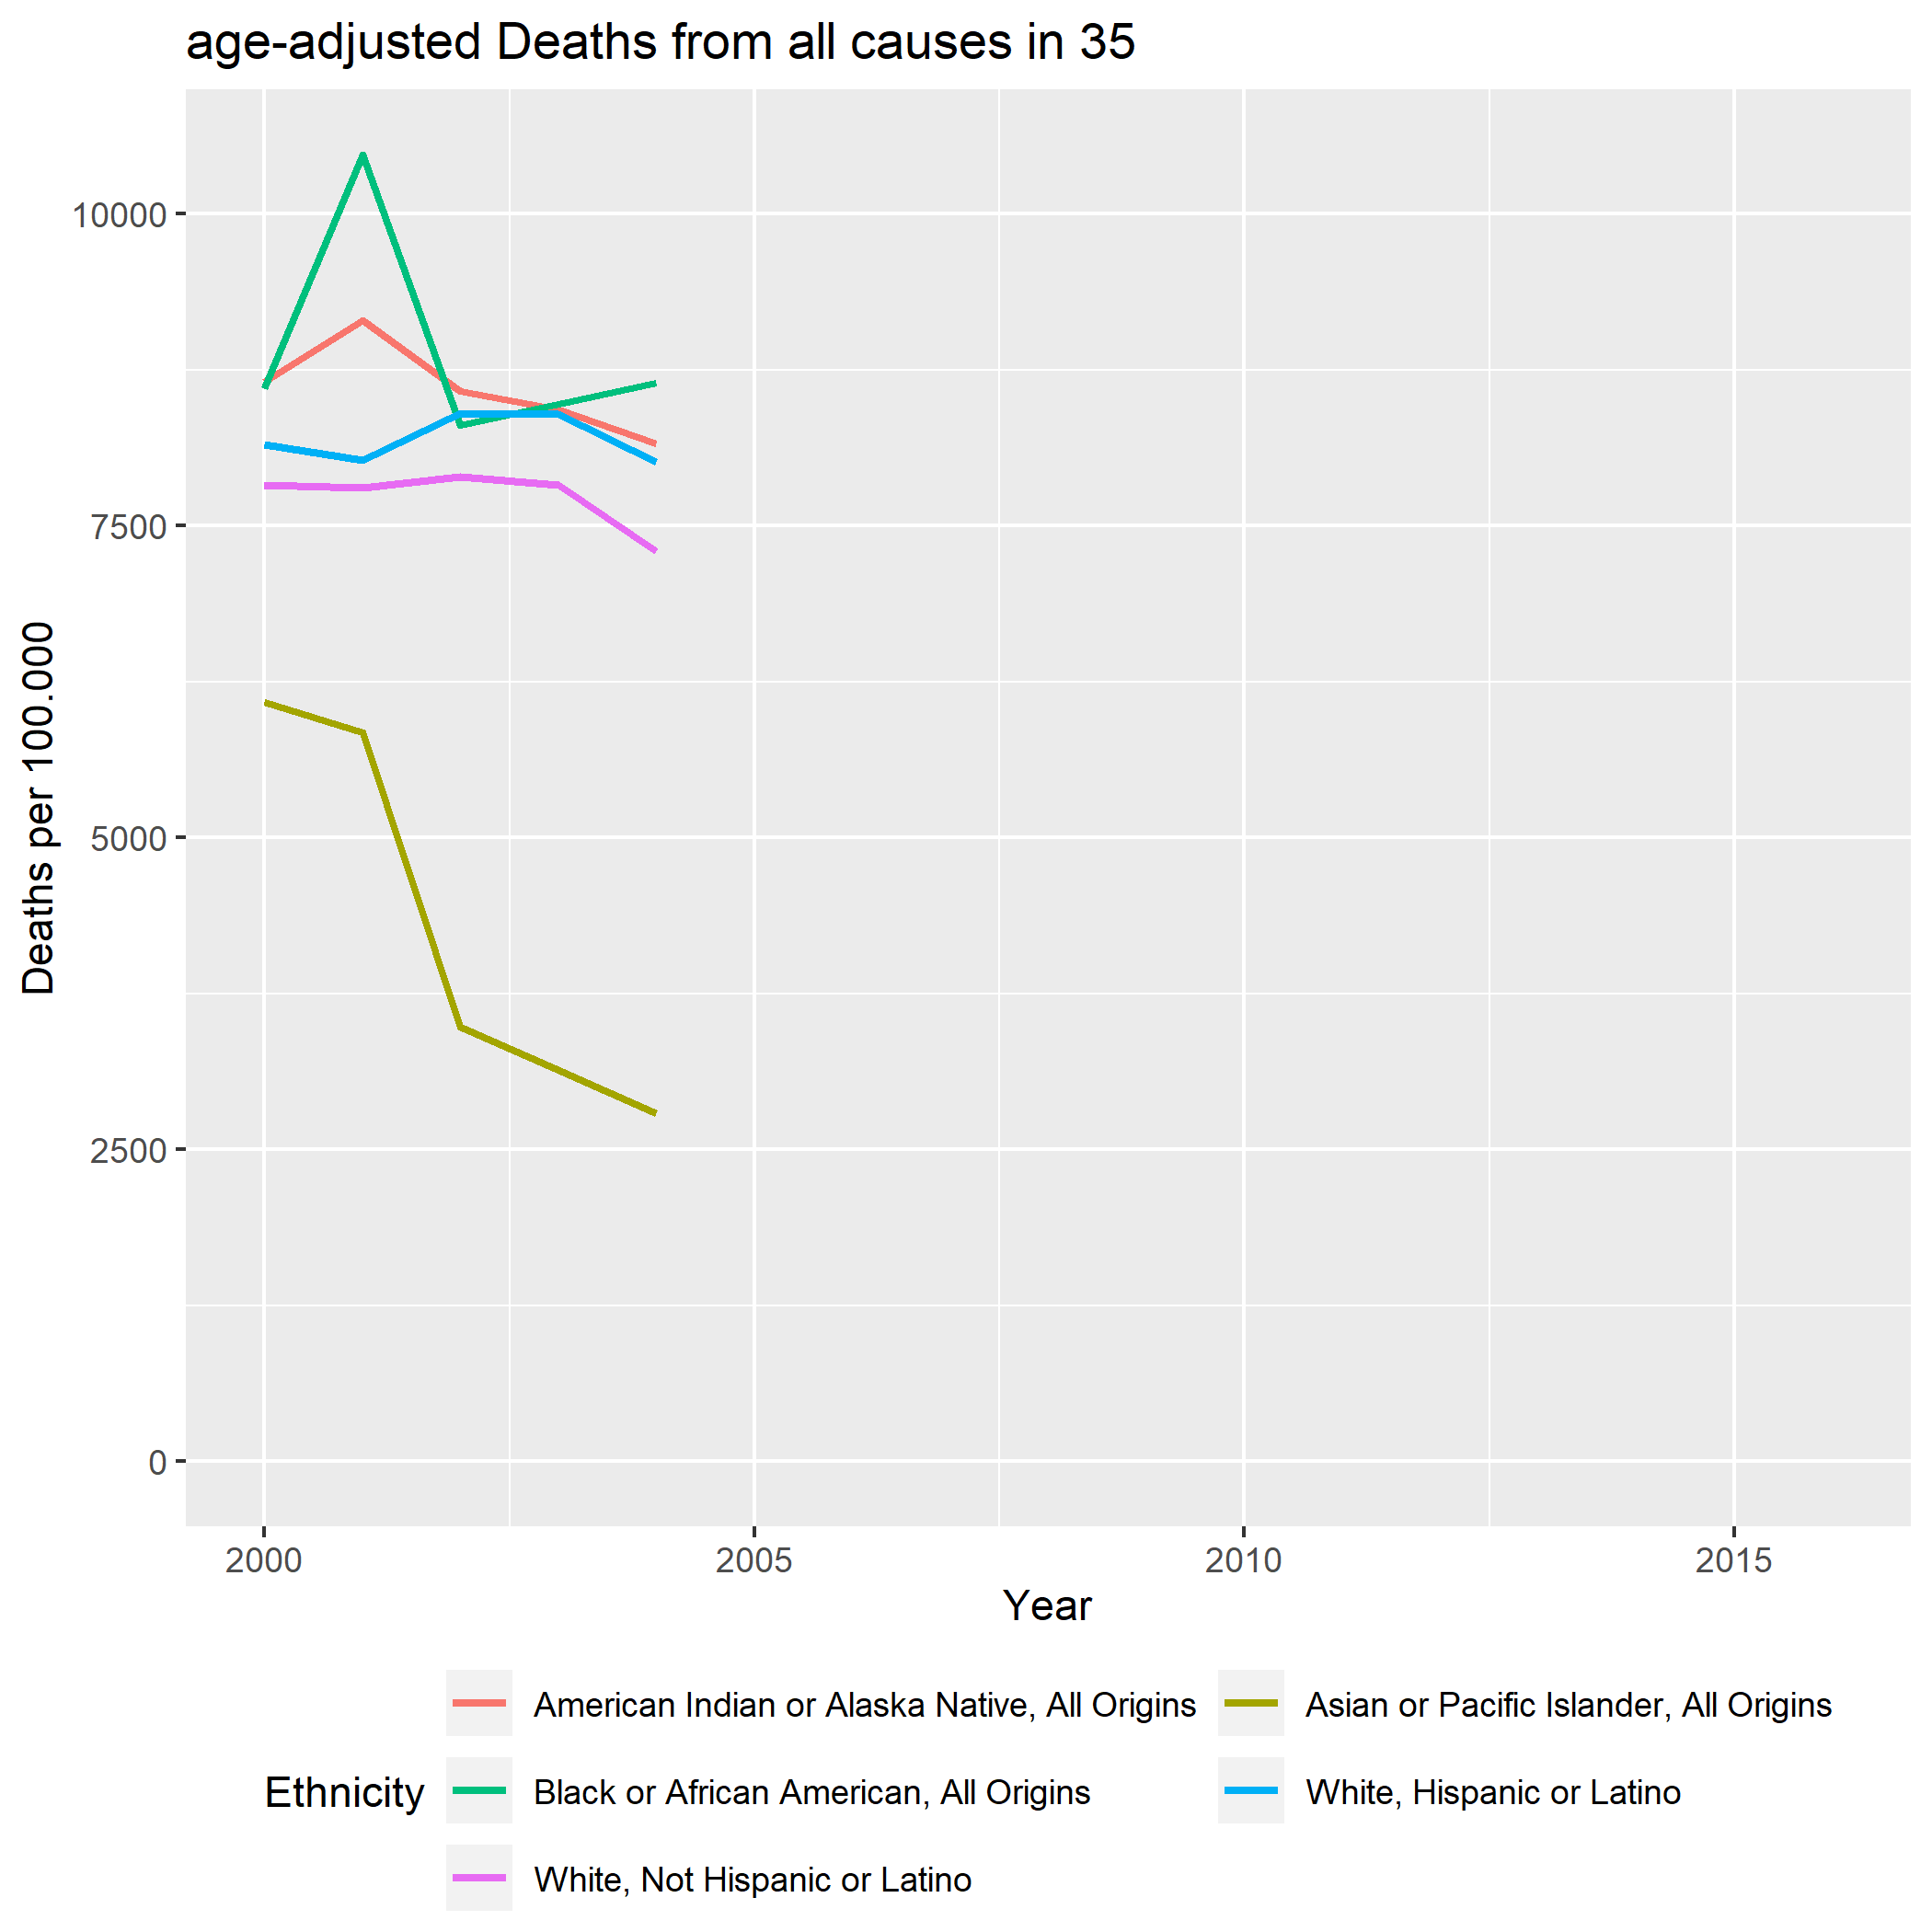 age-adjusted Deaths from all causes in 35
10000
7500
5000
2500
0
Deaths per 100.000
2000 2005 2010 2015
Year
Ethnicity
American Indian or Alaska Native, All Origins
Asian or Pacific Islander, All Origins
Black or African American, All Origins
White, Hispanic or Latino
White, Not Hispanic or Latino